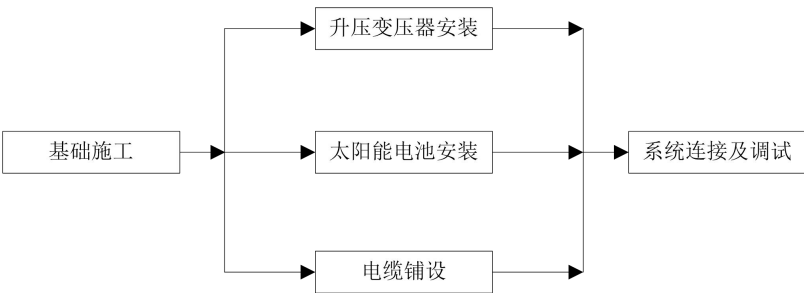 升压变压器安装
基础施工
太阳能电池安装
系统连接及调试
电缆铺设